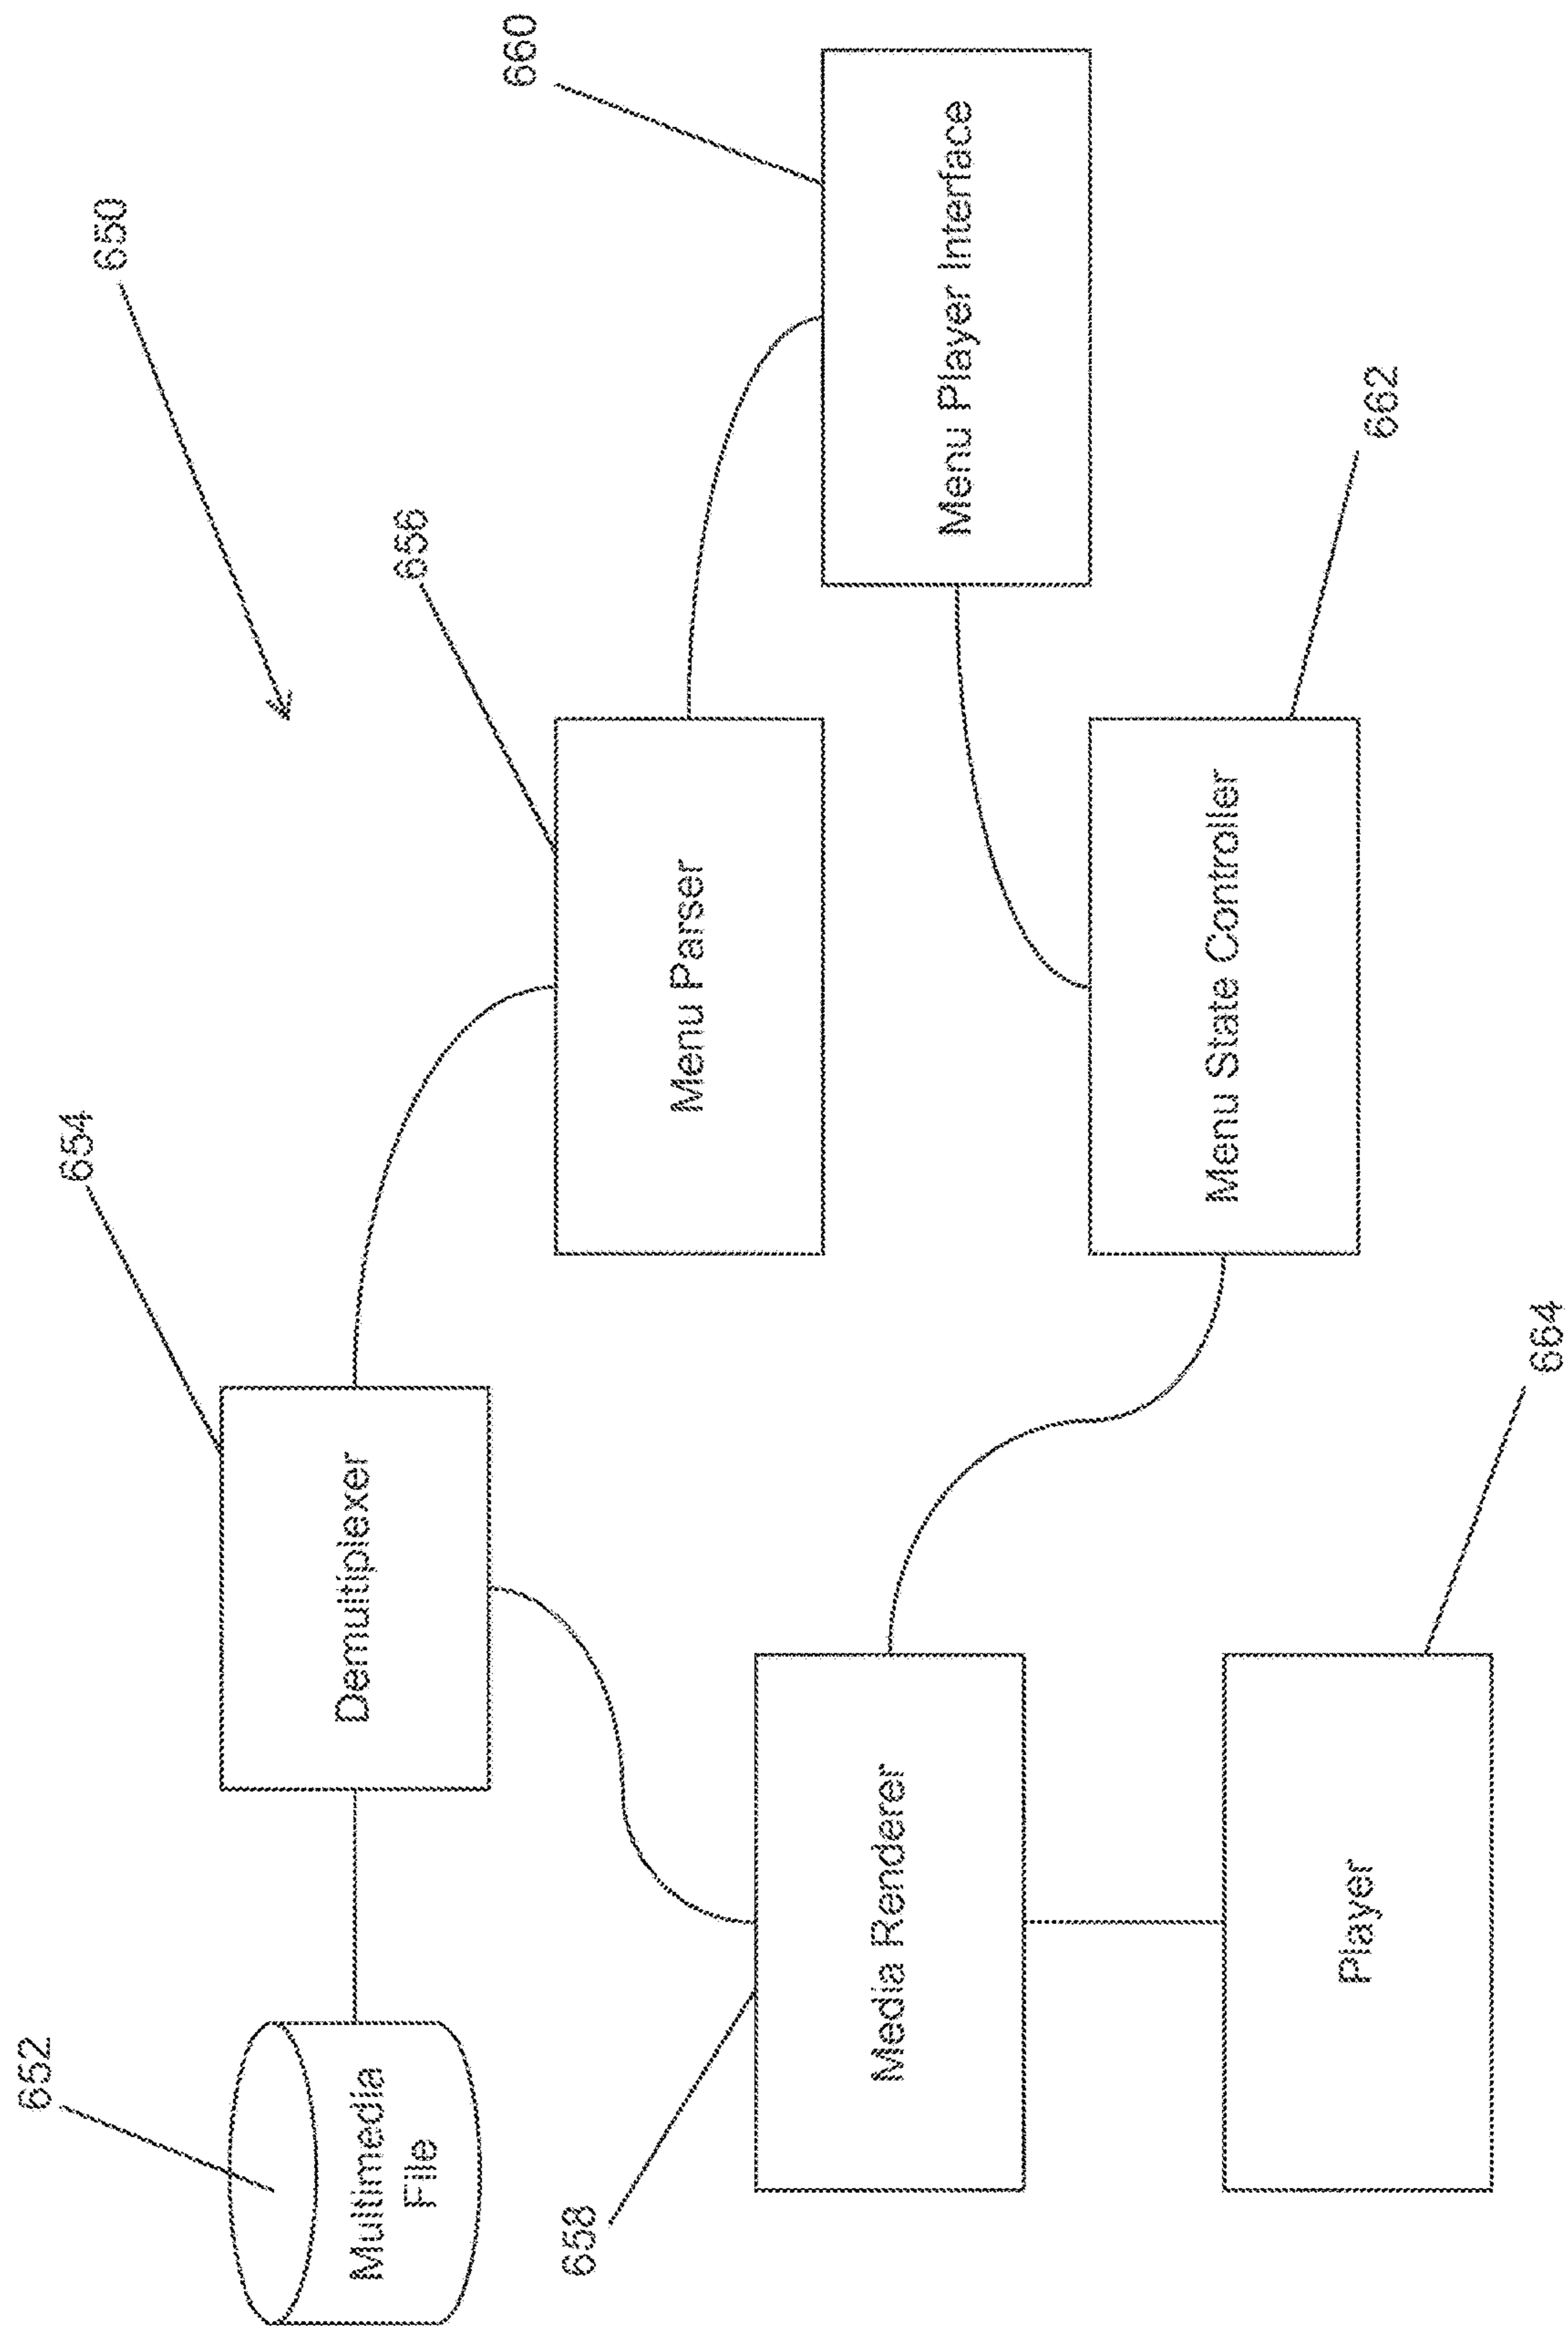 652
654
650
Multimedia
File
Demultiplexer
656
660
658
Menu Parser
Media Renderer
Menu Player Interface
Menu State Controller
662
Player
664